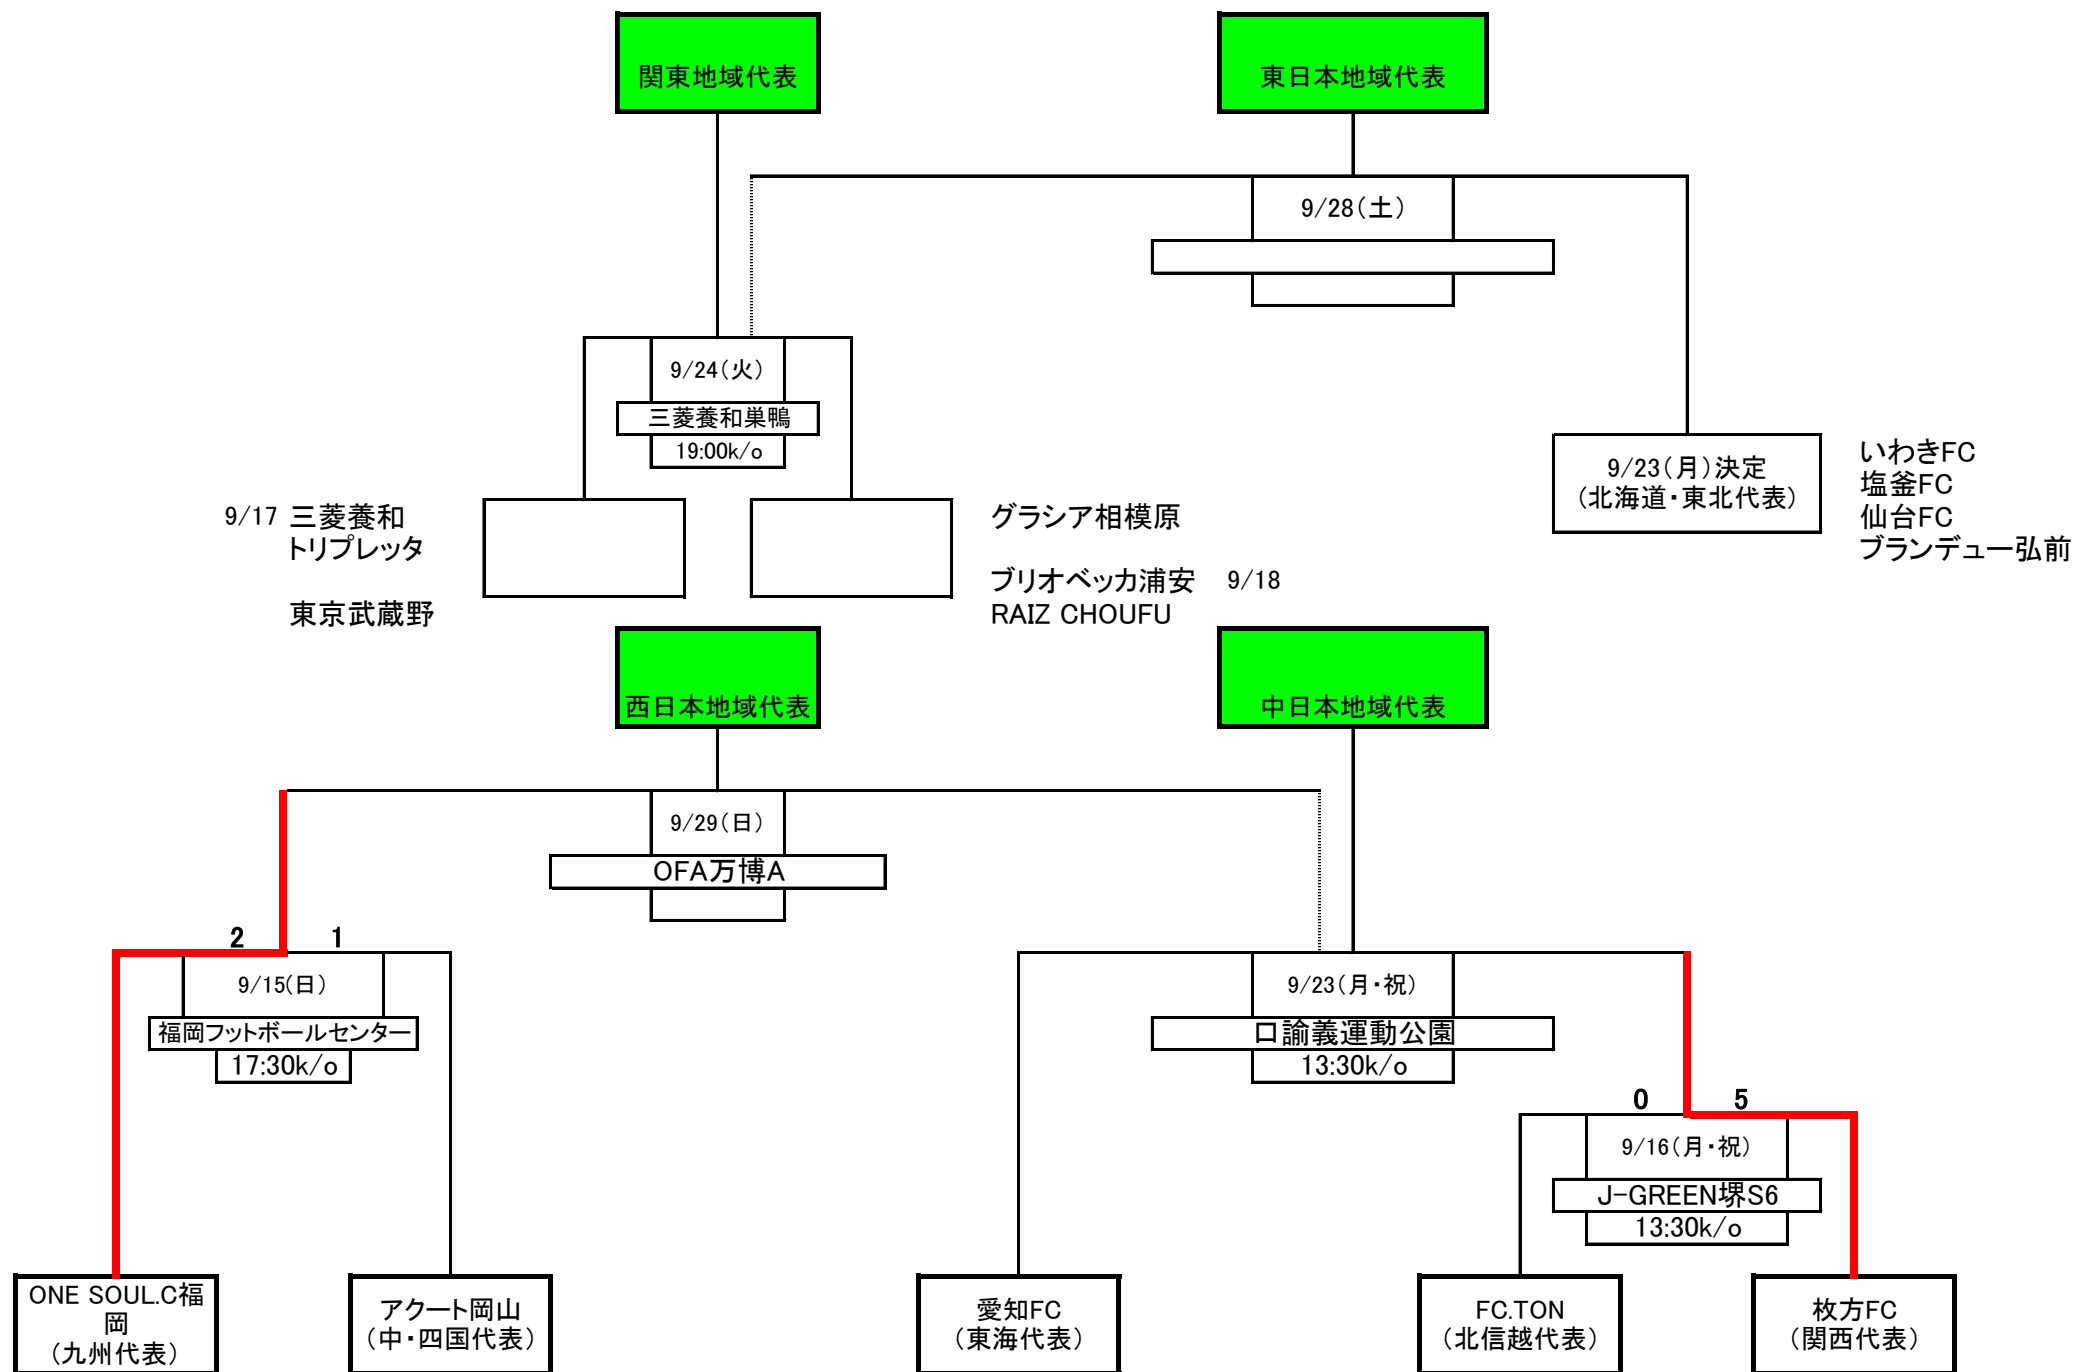 関東地域代表
東日本地域代表
9/28(土)
9/24(火)
三菱養和巣鴨
19:00k/o
9/23(月)決定
(北海道・東北代表)
いわきFC
塩釜FC
仙台FC
ブランデュー弘前
9/17 三菱養和
トリプレッタ
東京武蔵野
グラシア相模原
ブリオベッカ浦安 9/18
RAIZ CHOUFU
西日本地域代表
中日本地域代表
9/29(日)
OFA万博A
2 1
9/15(日)
福岡フットボールセンター
17:30k/o
9/23(月・祝)
口諭義運動公園
13:30k/o
0 5
9/16(月・祝)
J-GREEN堺S6
13:30k/o
ONE SOUL.C福
岡
(九州代表)
アクート岡山
(中・四国代表)
愛知FC
(東海代表)
FC.TON
(北信越代表)
枚方FC
(関西代表)